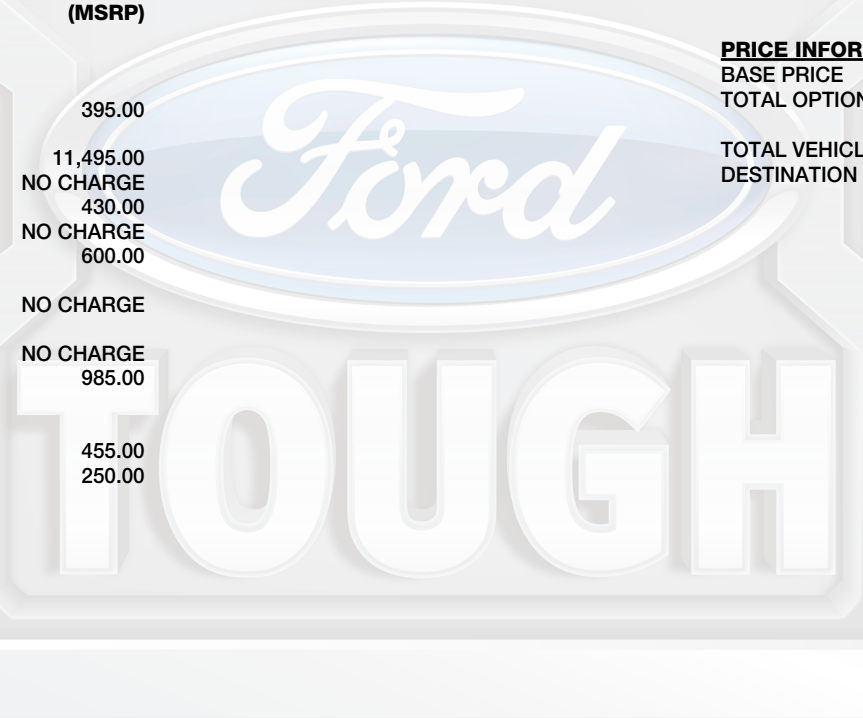 (MSRP)
PRICE INFOR
BASE PRICE
TOTAL OPTION
395.00
TOTAL VEHICL
11,495.00
DESTINATION
NO CHARGE
430.00
NO CHARGE
600.00
NO CHARGE
NO CHARGE
985.00
455.00
250.00
Ford
TOUGH